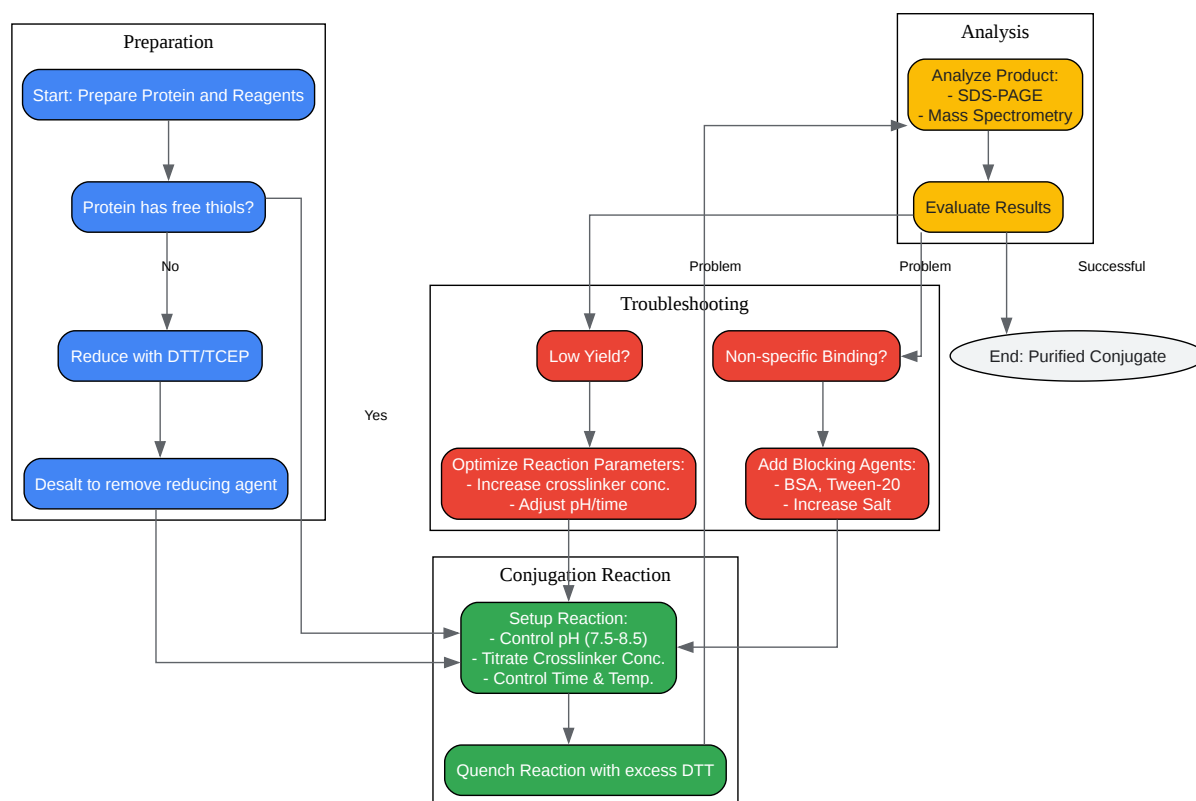 Preparation
Start: Prepare Protein and Reagents
Protein has free thiols?
No
Reduce with DTT/TCEP
Desalt to remove reducing agent
Yes
Analysis
Analyze Product:
- SDS-PAGE
- Mass Spectrometry
Evaluate Results
Problem
Problem
Successful
Troubleshooting
Low Yield?
Non-specific Binding?
End: Purified Conjugate
Optimize Reaction Parameters:
- Increase crosslinker conc.
- Adjust pH/time
Add Blocking Agents:
- BSA, Tween-20
- Increase Salt
Conjugation Reaction
Setup Reaction:
- Control pH (7.5-8.5)
- Titrate Crosslinker Conc.
- Control Time & Temp.
Quench Reaction with excess DTT